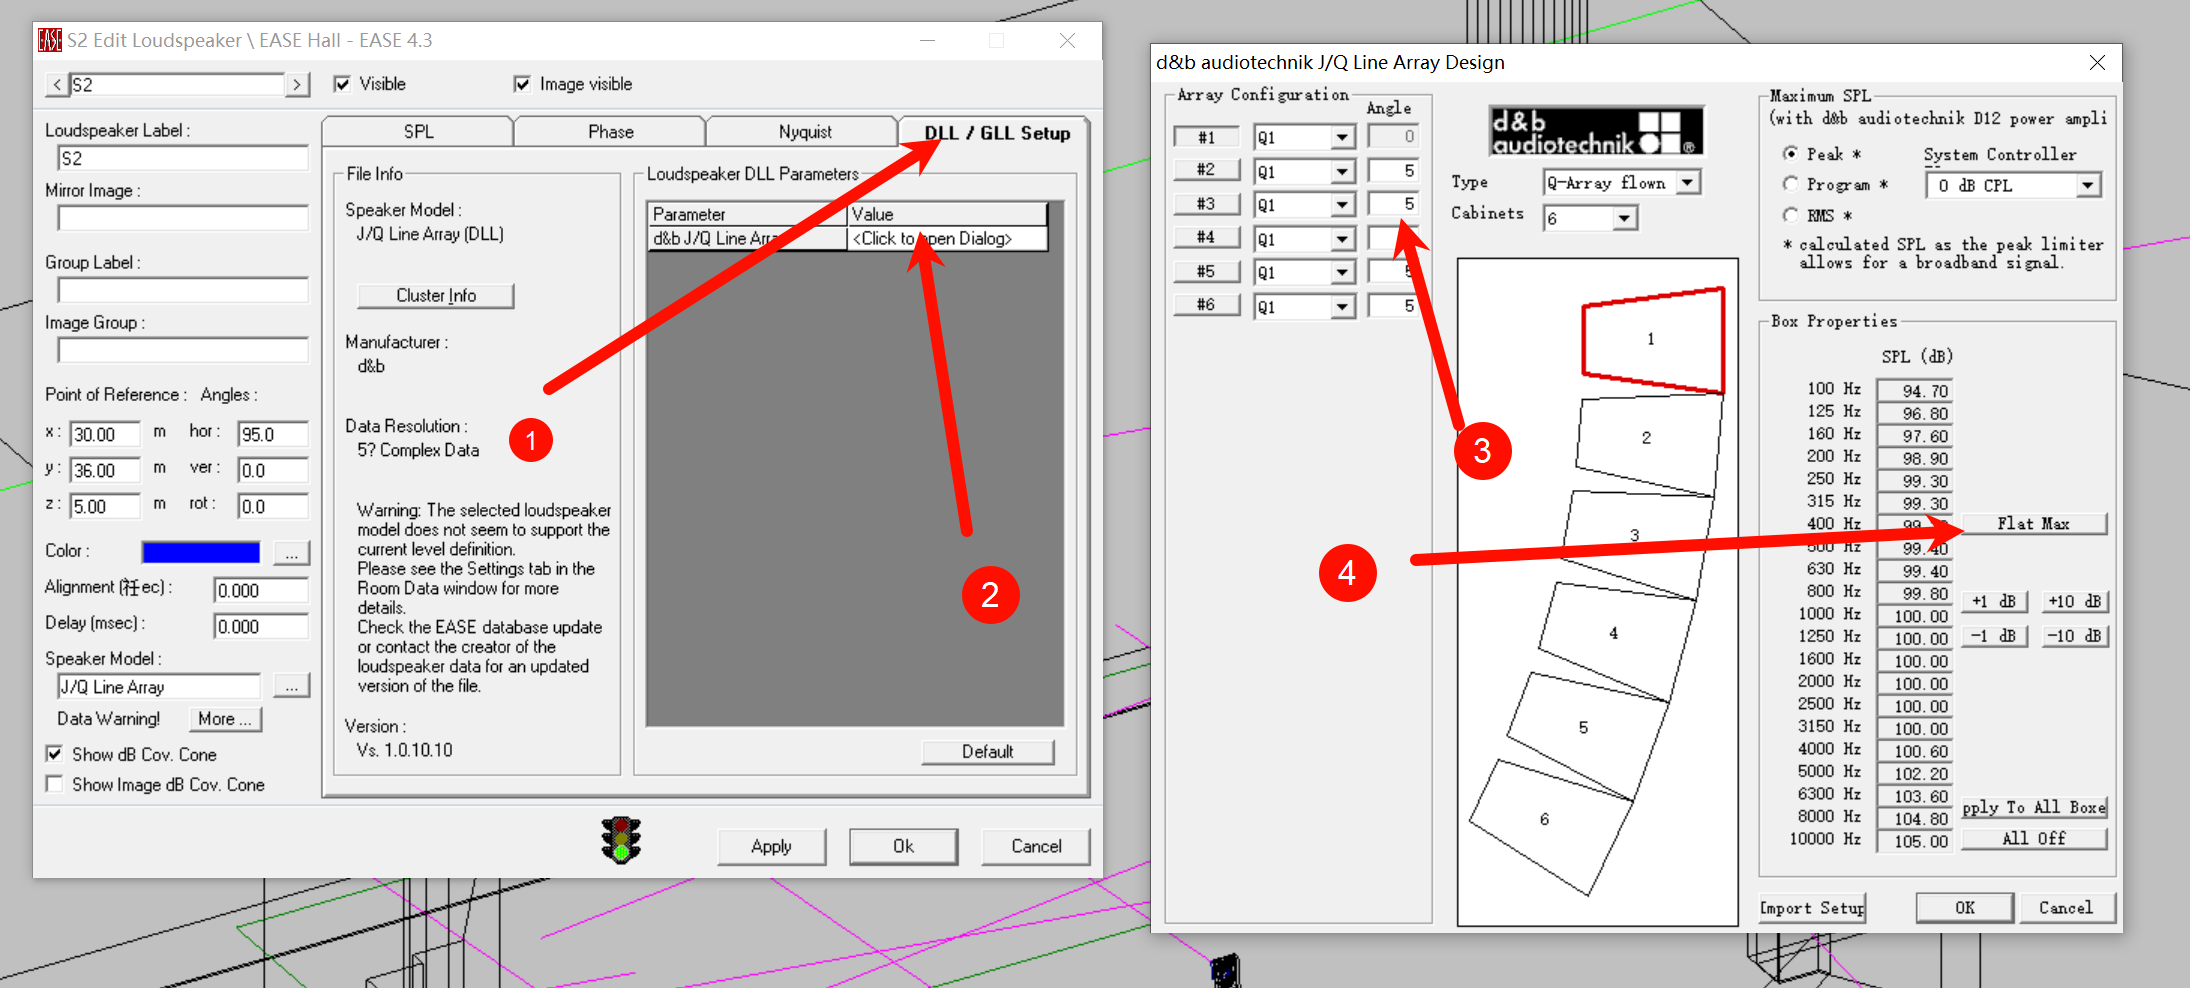 S2 Edit Loudspeaker \ EASE Hall - EASE 4.3
S2
Visible
Image visible
Loudspeaker Label :
S2
Mirror Image :
Group Label :
Image Group :
Point of Reference : Angles :
x : 30.00 m hor : 95.0
y : 36.00 m ver : 0.0
z : 5.00 m rot : 0.0
Color :
...
Alignment (衽ec) : 0.000
Delay (msec) : 0.000
Speaker Model :
J/Q Line Array
...
Data Warning!
More ...
Show dB Cov. Cone
Show Image dB Cov. Cone
SPL
Phase
Nyquist
DLL / GLL Setup
File Info
Speaker Model :
J/Q Line Array (DLL)
Cluster Info
Manufacturer :
d&b
Data Resolution :
5? Complex Data
Warning: The selected loudspeaker
model does not seem to support the
current level definition.
Please see the Settings tab in the
Room Data window for more
details.
Check the EASE database update
or contact the creator of the
loudspeaker data for an updated
version of the file.
Version :
Vs. 1.0.10.10
Loudspeaker DLL Parameters
Parameter Value
d&b J/Q Line Array <Click to open Dialog>
Default
Apply
Ok
Cancel
1
2
d&b audiotechnik J/Q Line Array Design
Array Configuration
Angle
#1 Q1 0
#2 Q1 5
#3 Q1 5
#4 Q1
#5 Q1 5
#6 Q1 5
d&b
audiotechnik ®
Type Q-Array flown
Cabinets 6
1
2
3
4
5
6
3
4
Maximum SPL
(with d&b audiotechnik D12 power ampli
Peak *
Program *
RMS *
System Controller
0 dB CPL
* calculated SPL as the peak limiter
allows for a broadband signal.
Box Properties
SPL (dB)
100 Hz 94.70
125 Hz 96.80
160 Hz 97.60
200 Hz 98.90
250 Hz 99.30
315 Hz 99.30
400 Hz
500 Hz 99.40
630 Hz 99.40
800 Hz 99.80
1000 Hz 100.00
1250 Hz 100.00
1600 Hz 100.00
2000 Hz 100.00
2500 Hz 100.00
3150 Hz 100.00
4000 Hz 100.60
5000 Hz 102.20
6300 Hz 103.60
8000 Hz 104.80
10000 Hz 105.00
Flat Max
+1 dB
+10 dB
-1 dB
-10 dB
pply To All Boxe
All Off
Import Setup
OK
Cancel